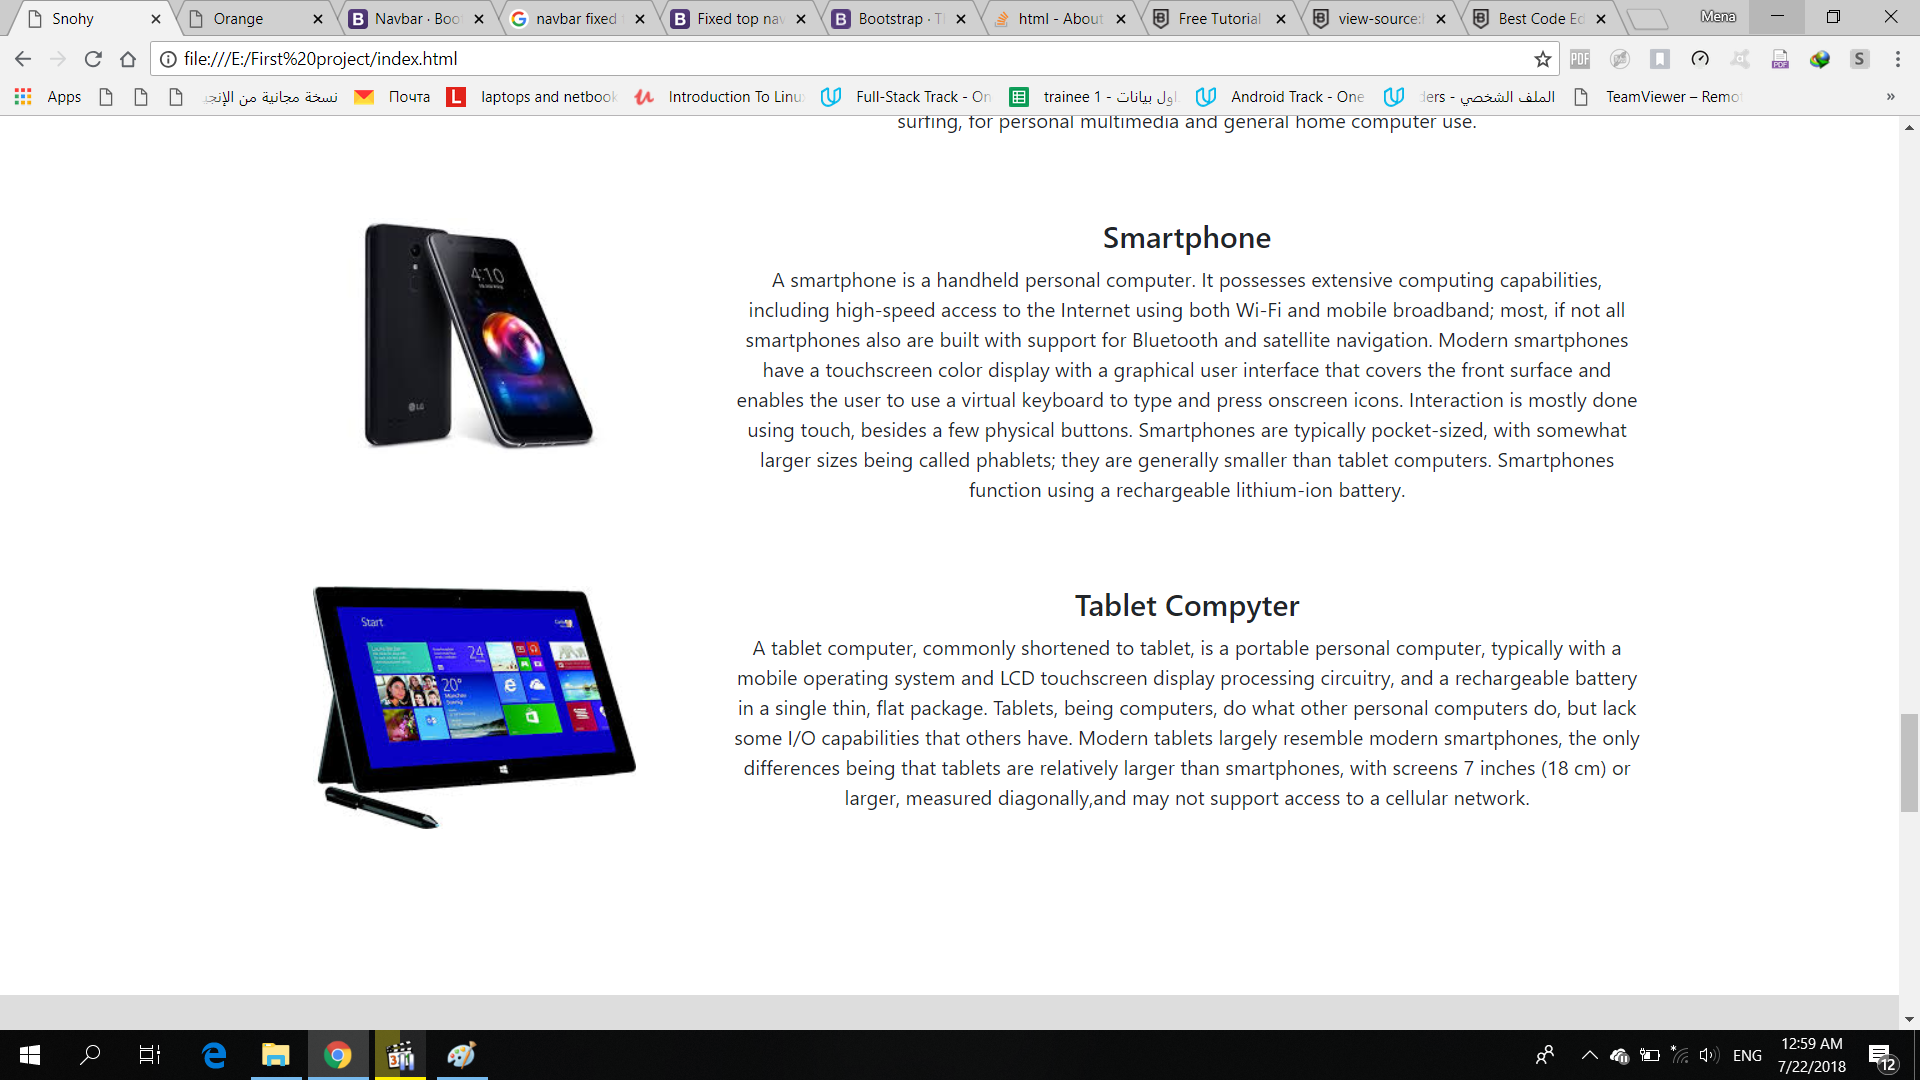 Snohy
Orange
Navbar · Boo
navbar fixed
Fixed top nav
Bootstrap · T
html - About
Free Tutorial
view-source:
Best Code Ed
Mena
file:///E:/First%20project/index.html
Apps
نسخة مجانية من الإنج
Почта
laptops and netbook
Introduction To Linu
Full-Stack Track - On
trainee 1 - اول بيانات
Android Track - One
ders - الملف الشخصي
TeamViewer – Remo
»
surfing, for personal multimedia and general home computer use.
Smartphone
A smartphone is a handheld personal computer. It possesses extensive computing capabilities,
including high-speed access to the Internet using both Wi-Fi and mobile broadband; most, if not all
smartphones also are built with support for Bluetooth and satellite navigation. Modern smartphones
have a touchscreen color display with a graphical user interface that covers the front surface and
enables the user to use a virtual keyboard to type and press onscreen icons. Interaction is mostly done
using touch, besides a few physical buttons. Smartphones are typically pocket-sized, with somewhat
larger sizes being called phablets; they are generally smaller than tablet computers. Smartphones
function using a rechargeable lithium-ion battery.
4:10
LG
Tablet Compyter
A tablet computer, commonly shortened to tablet, is a portable personal computer, typically with a
mobile operating system and LCD touchscreen display processing circuitry, and a rechargeable battery
in a single thin, flat package. Tablets, being computers, do what other personal computers do, but lack
some I/O capabilities that others have. Modern tablets largely resemble modern smartphones, the only
differences being that tablets are relatively larger than smartphones, with screens 7 inches (18 cm) or
larger, measured diagonally,and may not support access to a cellular network.
Start
24
20°
ENG
12:59 AM
7/22/2018
12